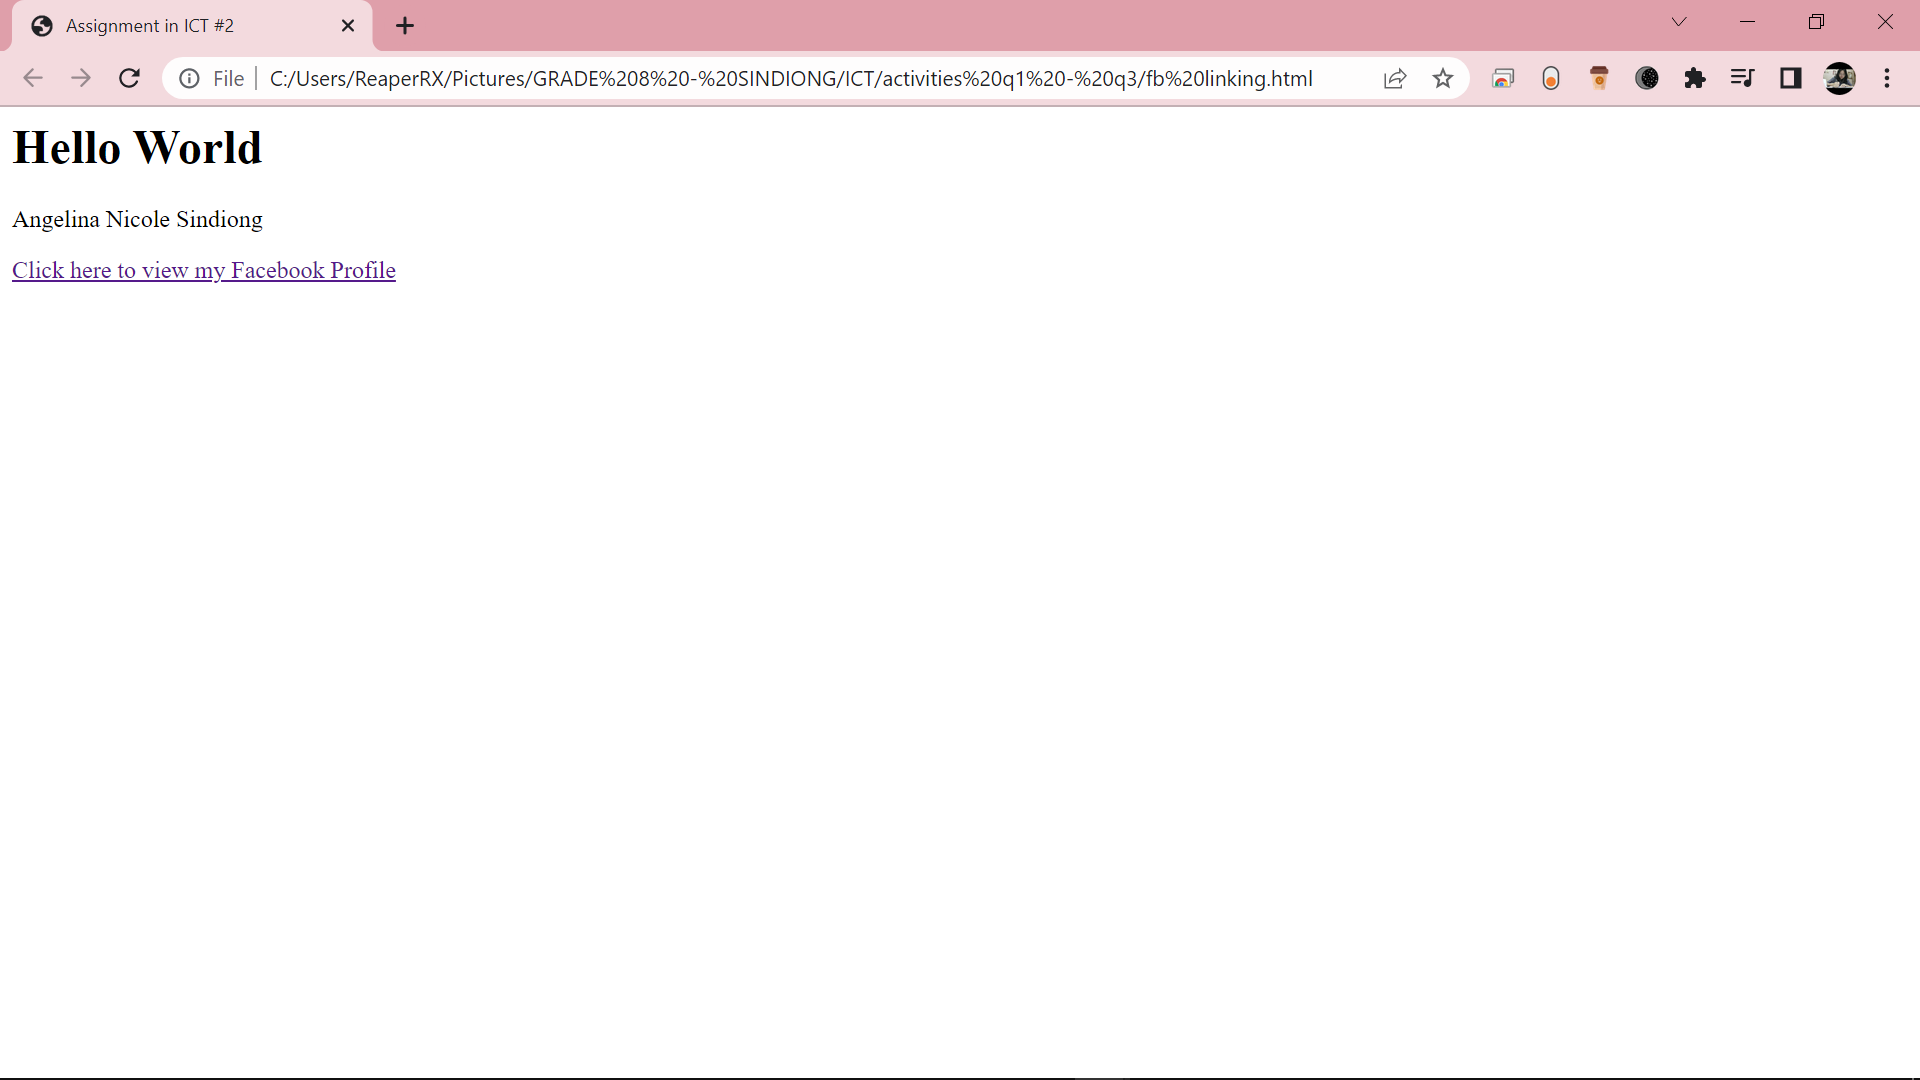 Assignment in ICT #2
File
C:/Users/ReaperRX/Pictures/GRADE%208%20-%20SINDIONG/ICT/activities%20q1%20-%20q3/fb%20linking.html
Hello World
Angelina Nicole Sindiong
Click here to view my Facebook Profile